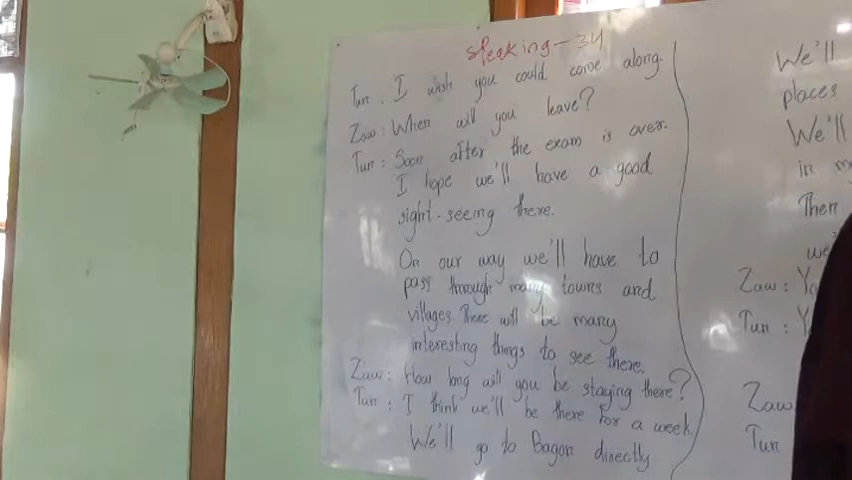 Speaking - 34
Tun : I wish you could come along.
Zaw : When will you leave?
Tun : Soon after the exam is over.
I hope we'll have a good
sight-seeing there.
On our way we'll have to
pass through many towns and
villages. There will be many
interesting things to see there.
Zaw : How long will you be staying there?
Tun : I think we'll be there for a week.
We'll go to Bagon directly.
We'll
places
We'll
in
Then
we'
Zaw :
Tun :
Zaw
Tun